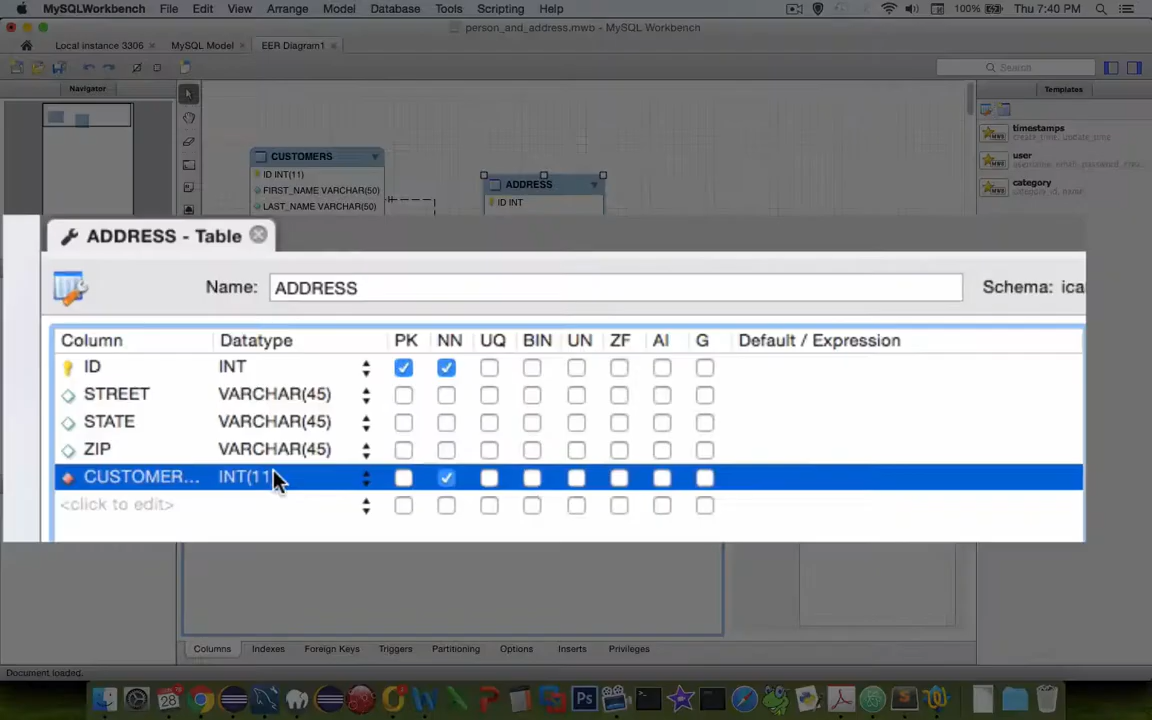 MySQLWorkbench File Edit View Arrange Model Database Tools Scripting Help 100% Thu 7:40 PM
person_and_address.mwb - MySQL Workbench
Local instance 3306 MySQL Model EER Diagram1
Search
Navigator
Templates
timestamps
create_time, update_time
user
category
category_id, name
CUSTOMERS
ID INT(11)
FIRST_NAME VARCHAR(50)
LAST_NAME VARCHAR(50)
ADDRESS
ID INT
ADDRESS - Table
Name: ADDRESS Schema: ica
Column Datatype PK NN UQ BIN UN ZF AI G Default / Expression
ID INT
STREET VARCHAR(45)
STATE VARCHAR(45)
ZIP VARCHAR(45)
CUSTOMER... INT(11
<click to edit>
Columns Indexes Foreign Keys Triggers Partitioning Options Inserts Privileges
Document loaded.
28